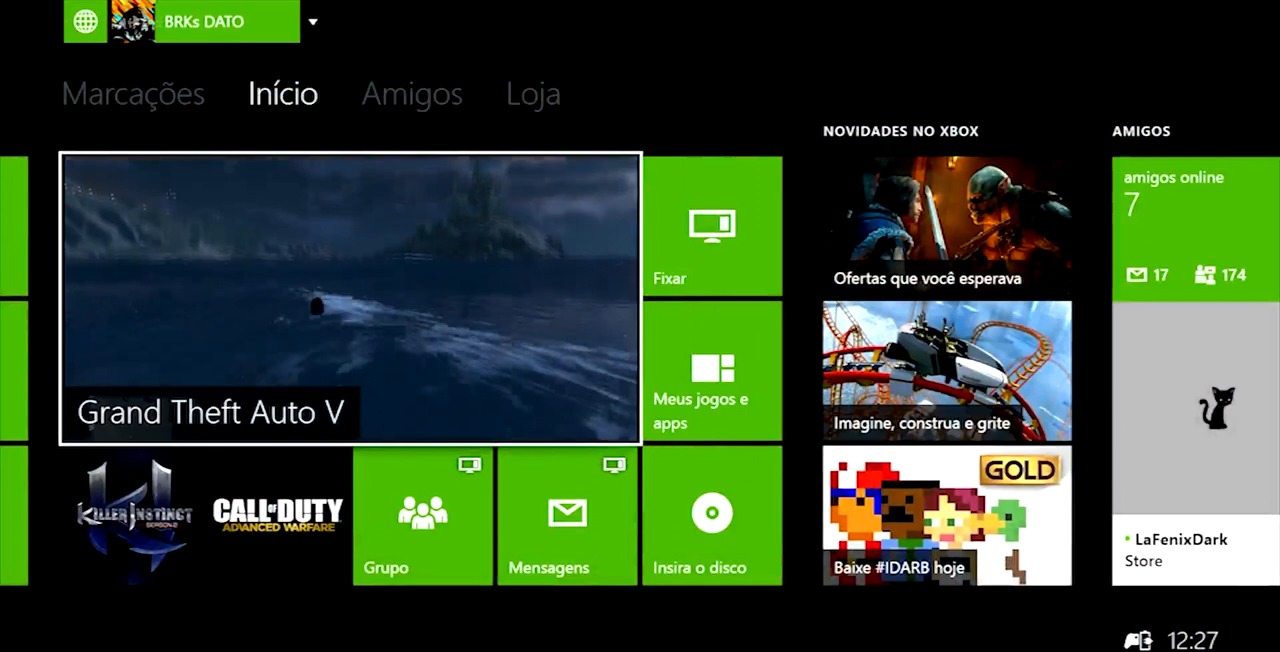 BRKs DATO
Marcações Início Amigos Loja
NOVIDADES NO XBOX
AMIGOS
Grand Theft Auto V
Fixar
Meus jogos e
apps
Ofertas que você esperava
Imagine, construa e grite
GOLD
Baixe #IDARB hoje
amigos online
7
17
174
LaFenixDark
Store
KILLER INSTINCT
SEASON 2
CALL OF DUTY
ADVANCED WARFARE
Grupo
Mensagens
Insira o disco
12:27